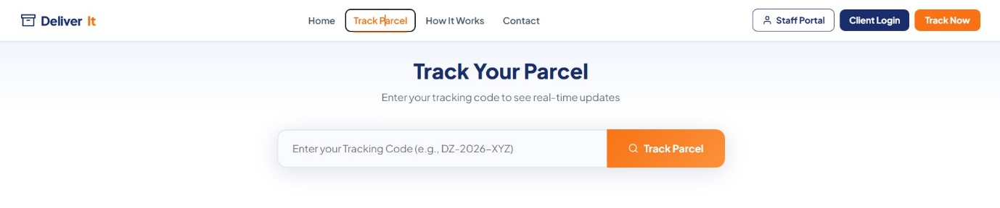 Deliver It
Home Track Parcel How It Works Contact
Staff Portal Client Login Track Now
Track Your Parcel
Enter your tracking code to see real-time updates
Enter your Tracking Code (e.g., DZ-2026-XYZ)
Track Parcel